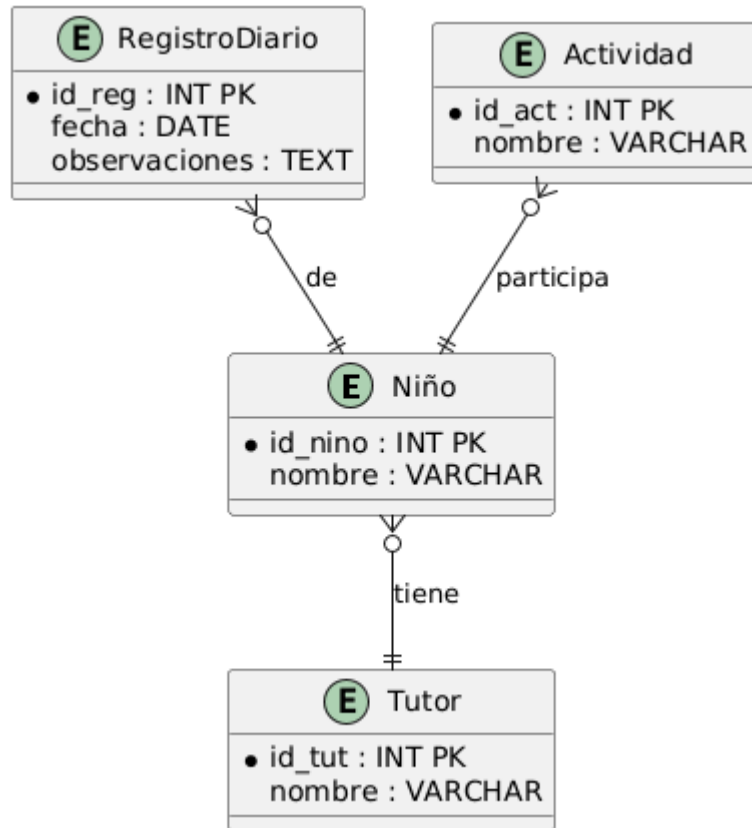 E RegistroDiario
id_reg : INT PK
fecha : DATE
observaciones : TEXT
E Actividad
id_act : INT PK
nombre : VARCHAR
de
participa
E Niño
id_nino : INT PK
nombre : VARCHAR
tiene
E Tutor
id_tut : INT PK
nombre : VARCHAR